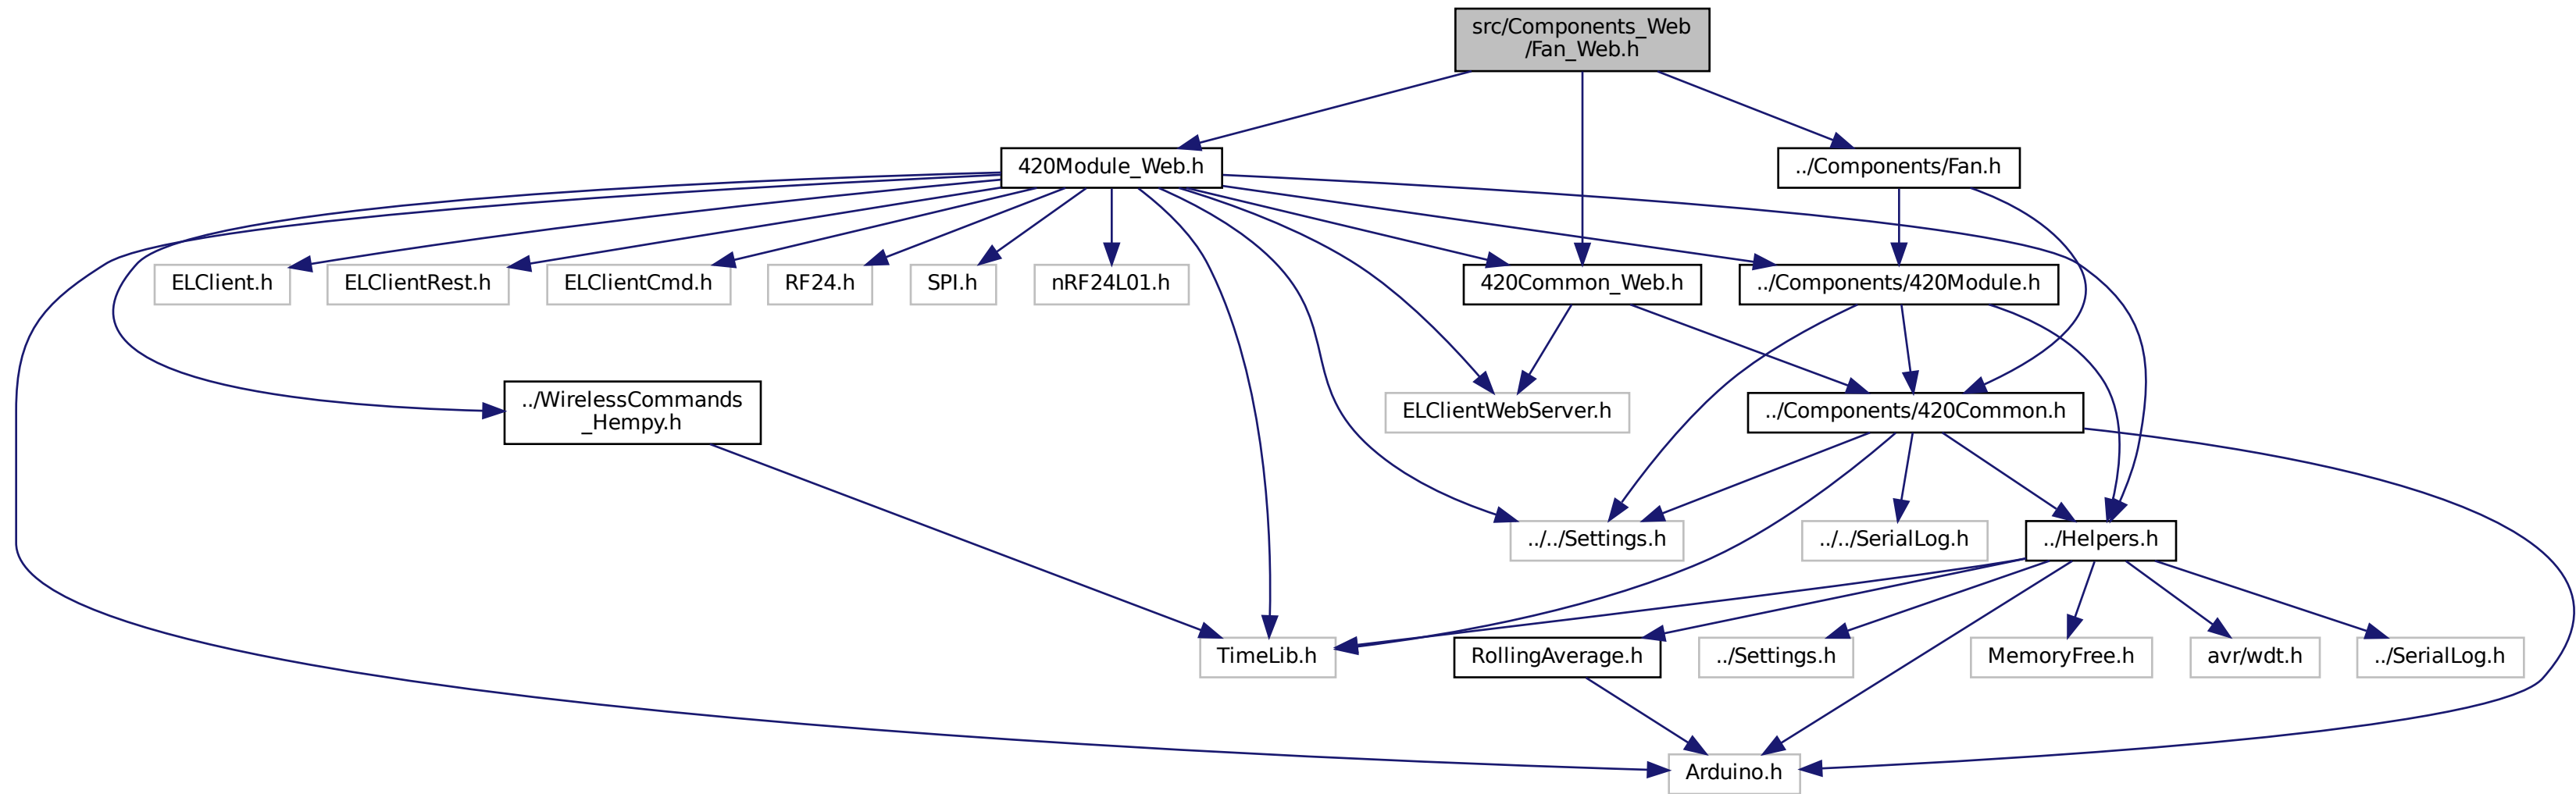 src/Components_Web
/Fan_Web.h
420Module_Web.h
../Components/Fan.h
ELClient.h
ELClientRest.h
ELClientCmd.h
RF24.h
SPI.h
nRF24L01.h
420Common_Web.h
../Components/420Module.h
../WirelessCommands
_Hempy.h
ELClientWebServer.h
../Components/420Common.h
../../Settings.h
../../SerialLog.h
../Helpers.h
TimeLib.h
RollingAverage.h
../Settings.h
MemoryFree.h
avr/wdt.h
../SerialLog.h
Arduino.h